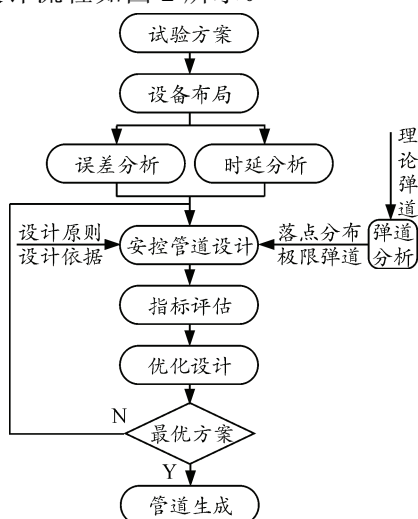 试验方案
设备布局
误差分析
时延分析
理论弹道
设计原则
设计依据
安控管道设计
落点分布
极限弹道
弹道
分析
指标评估
优化设计
N
最优方案
Y
管道生成